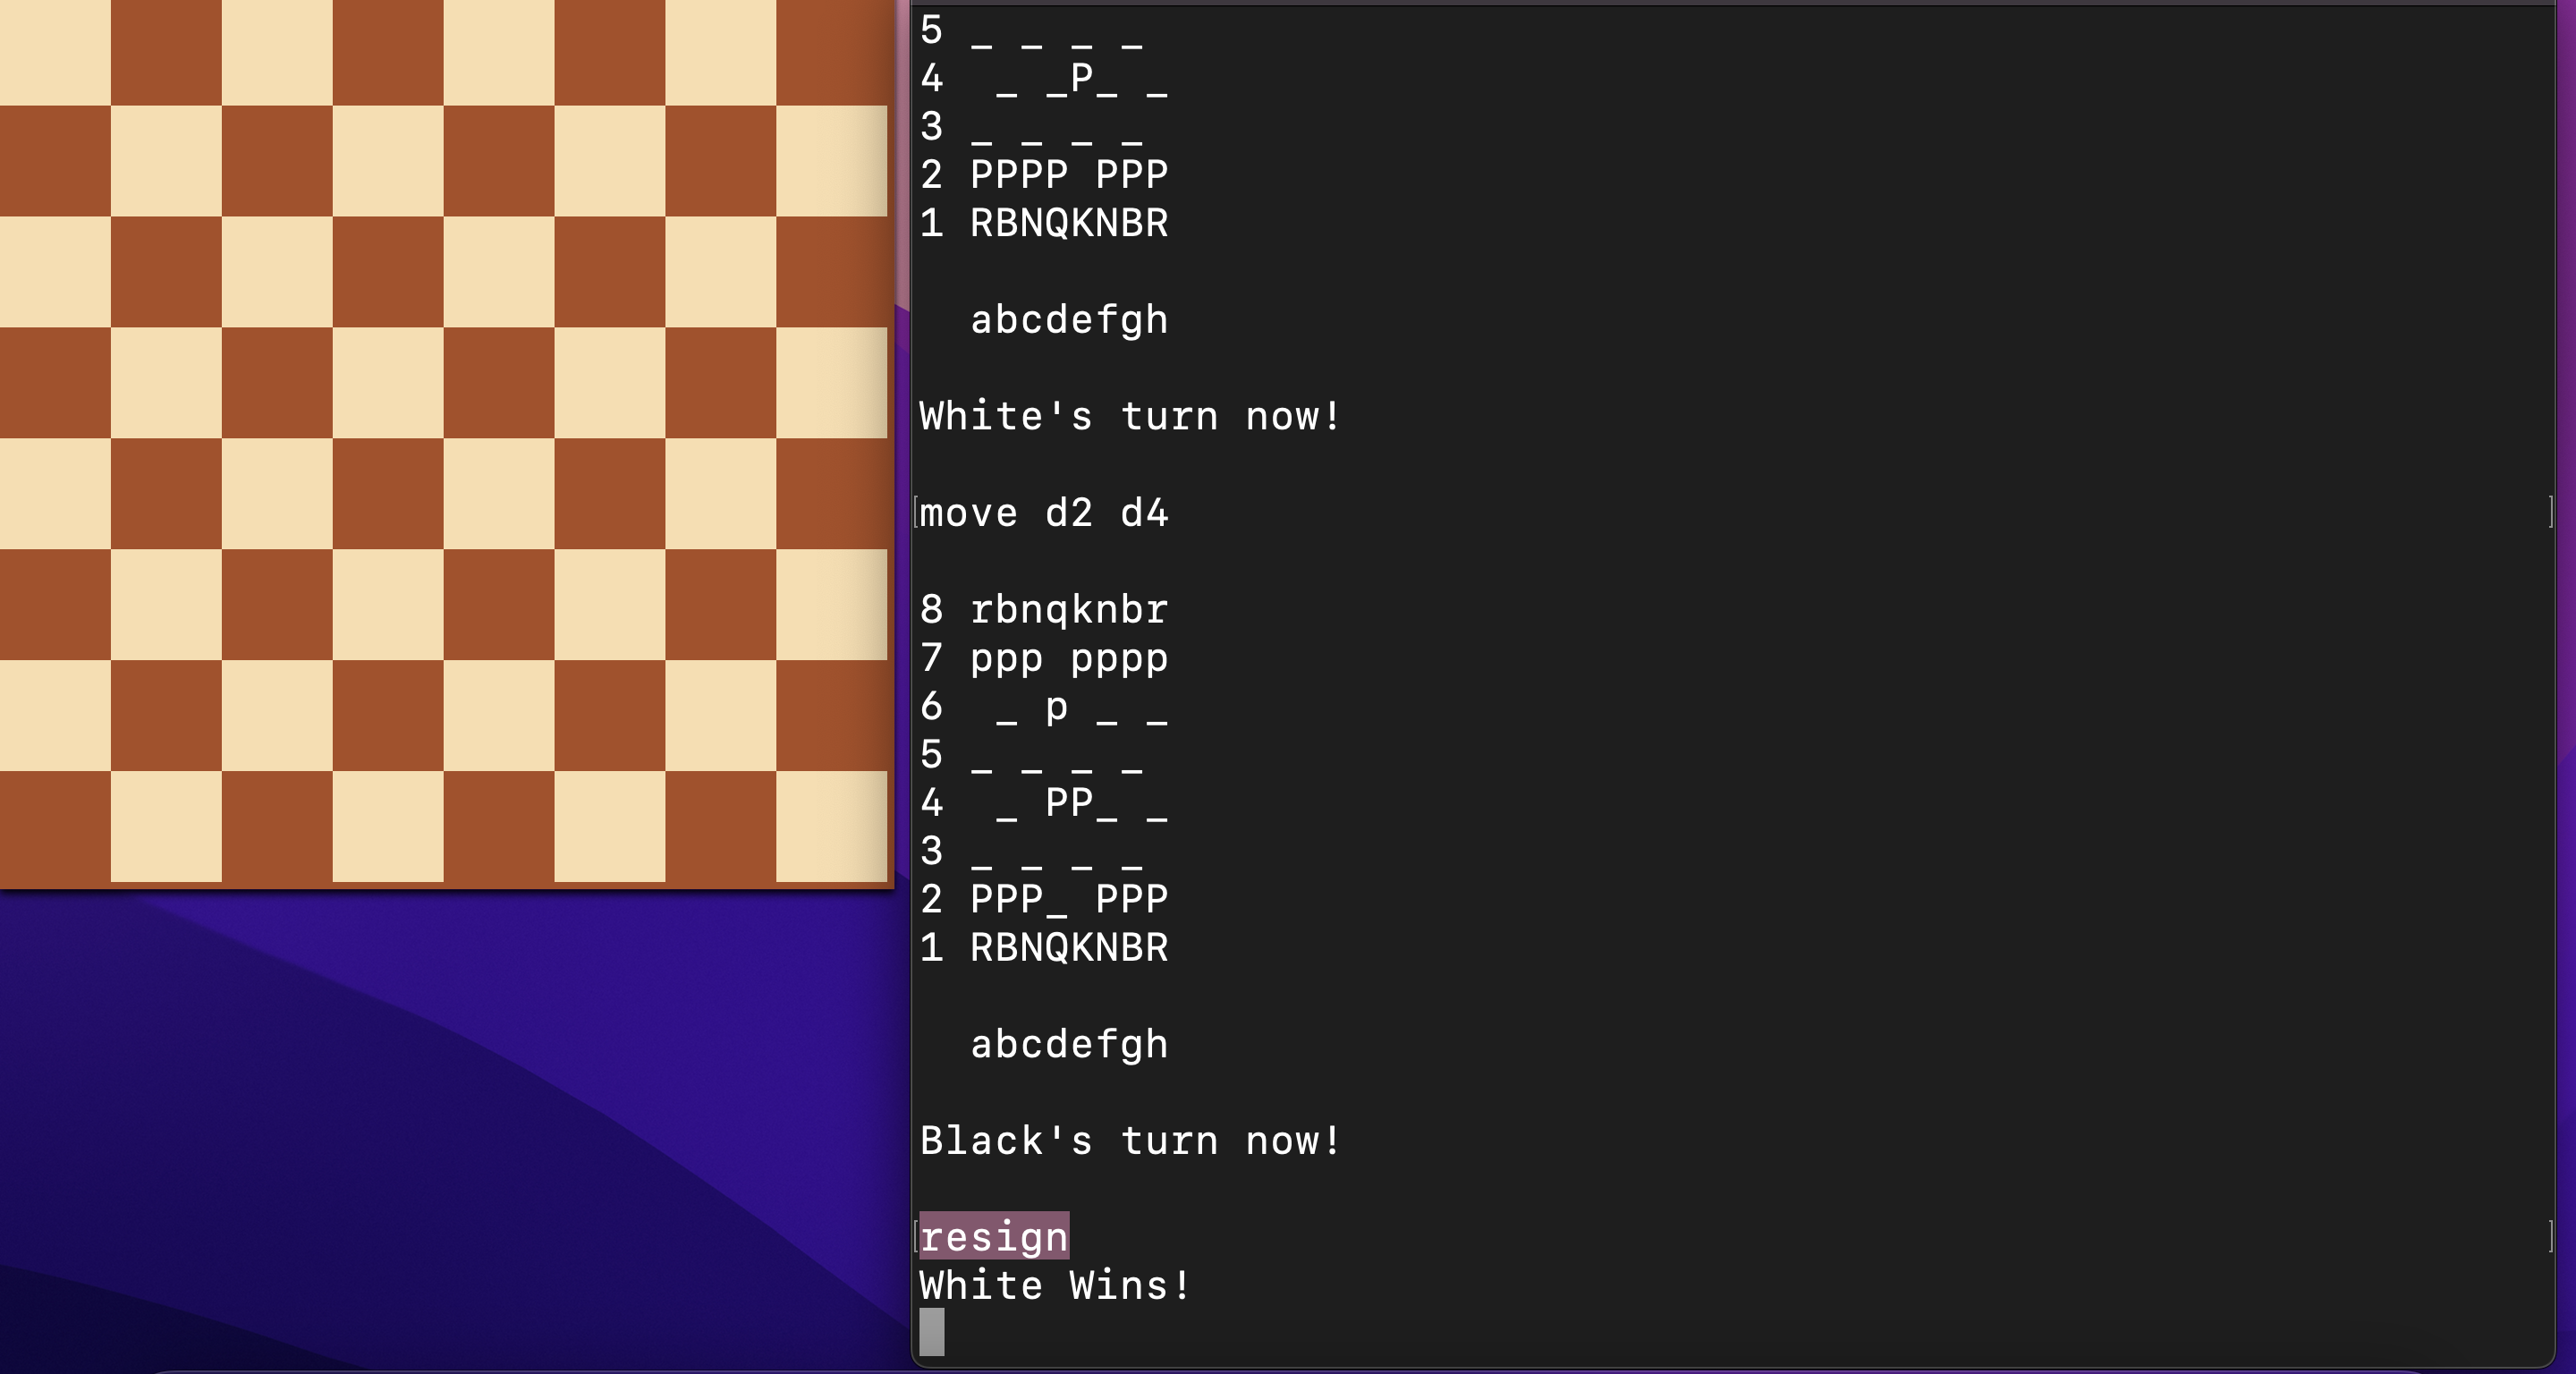 5 _ _ _ _
4  _ _P_ _
3 _ _ _ _
2 PPPP PPP
1 RBNQKNBR
  abcdefgh
White's turn now!
[move d2 d4 ]
8 rbnqknbr
7 ppp pppp
6  _ p _ _
5 _ _ _ _
4  _ PP_ _
3 _ _ _ _
2 PPP_ PPP
1 RBNQKNBR
  abcdefgh
Black's turn now!
[resign ]
White Wins!